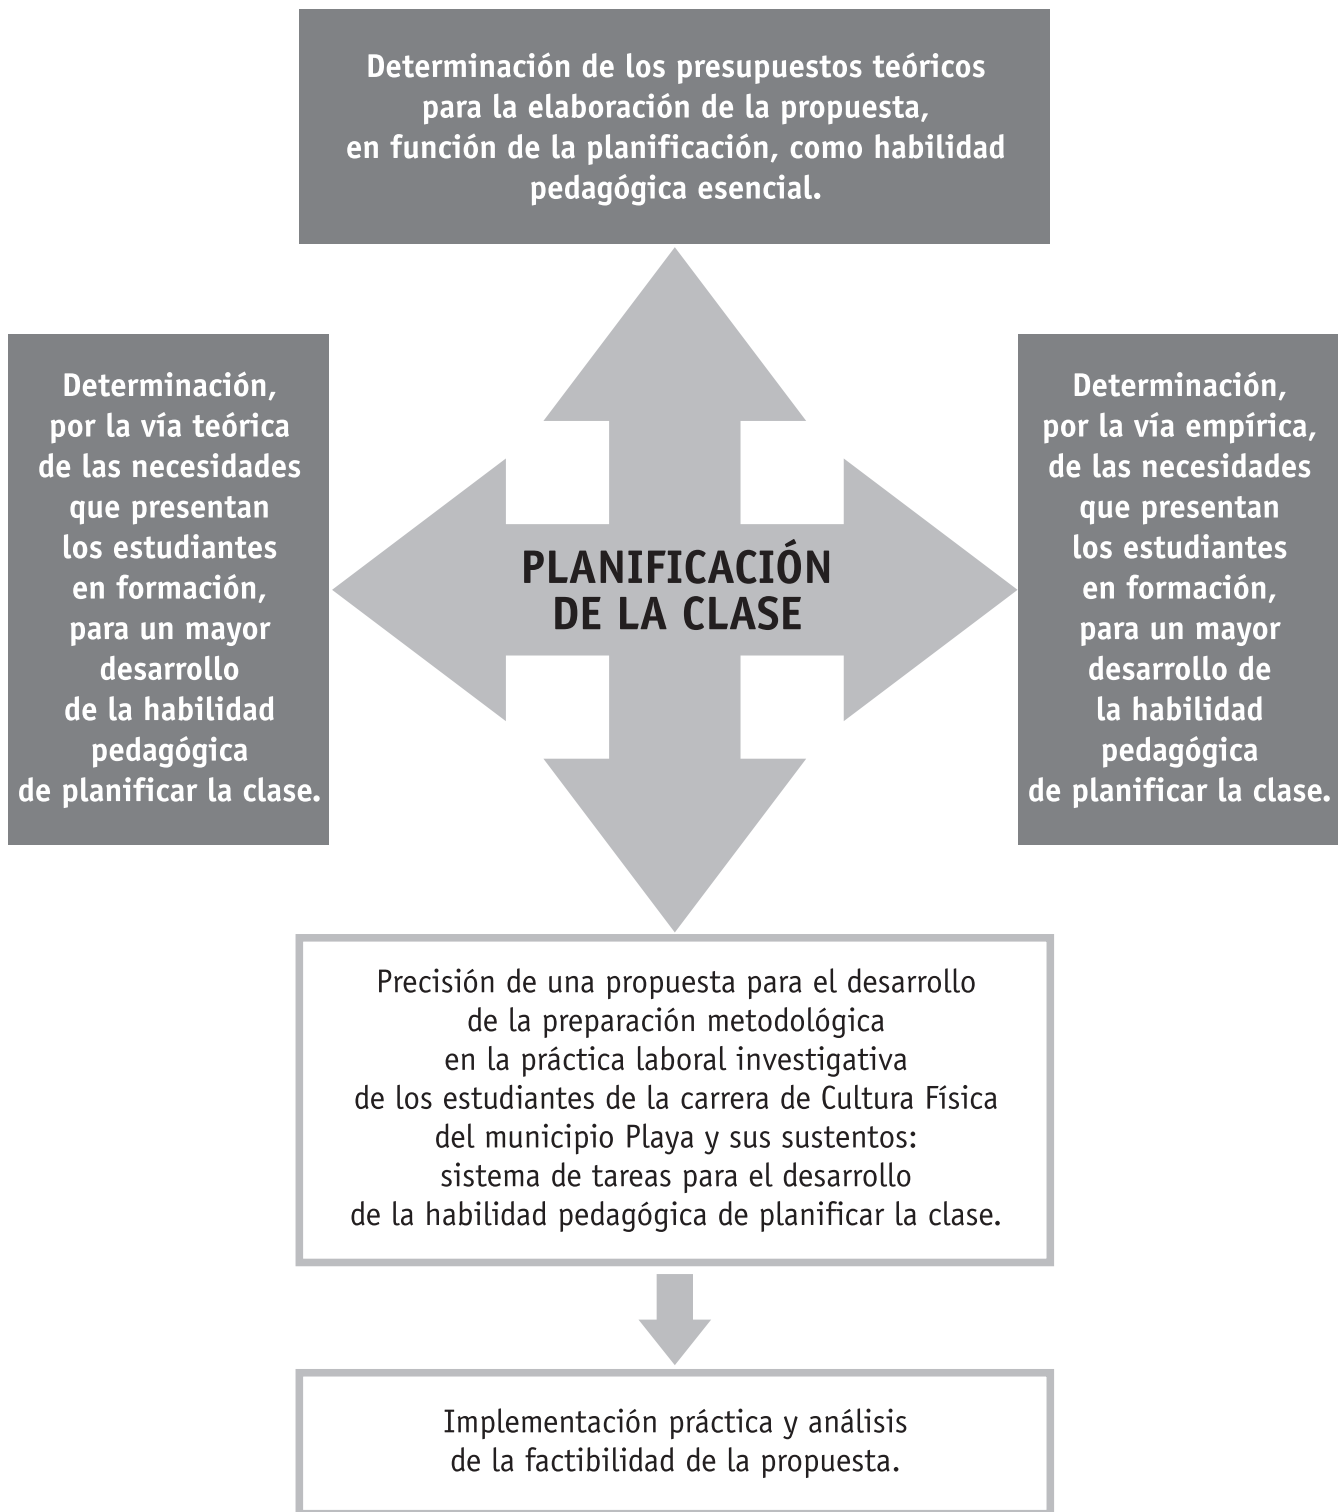 Determinación de los presupuestos teóricos
para la elaboración de la propuesta,
en función de la planificación, como habilidad
pedagógica esencial.
Determinación,
por la vía teórica
de las necesidades
que presentan
los estudiantes
en formación,
para un mayor
desarrollo
de la habilidad
pedagógica
de planificar la clase.
PLANIFICACIÓN
DE LA CLASE
Determinación,
por la vía empírica,
de las necesidades
que presentan
los estudiantes
en formación,
para un mayor
desarrollo de
la habilidad
pedagógica
de planificar la clase.
Precisión de una propuesta para el desarrollo
de la preparación metodológica
en la práctica laboral investigativa
de los estudiantes de la carrera de Cultura Física
del municipio Playa y sus sustentos:
sistema de tareas para el desarrollo
de la habilidad pedagógica de planificar la clase.
Implementación práctica y análisis
de la factibilidad de la propuesta.